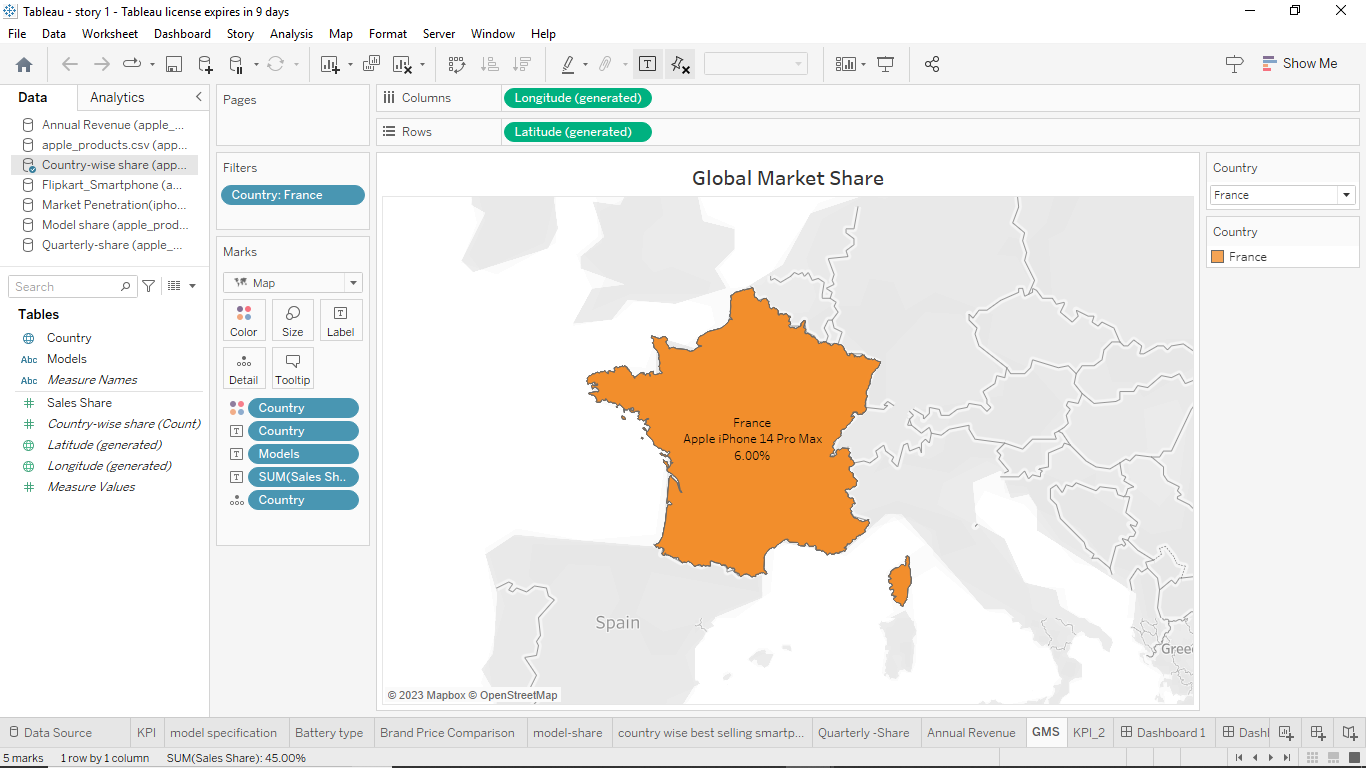 Tableau - story 1 - Tableau license expires in 9 days
File Data Worksheet Dashboard Story Analysis Map Format Server Window Help
Show Me
Data Analytics
Annual Revenue (apple_...
apple_products.csv (app...
Country-wise share (app...
Flipkart_Smartphone (a...
Market Penetration(ipho...
Model share (apple_prod...
Quarterly-share (apple_...
Search
Tables
Country
Abc Models
Abc Measure Names
Sales Share
Country-wise share (Count)
Latitude (generated)
Longitude (generated)
Measure Values
Pages
Filters
Country: France
Marks
Map
Color Size Label
Detail Tooltip
Country
Country
Models
SUM(Sales Sh..
Country
Columns Longitude (generated)
Rows Latitude (generated)
Global Market Share
France
Apple iPhone 14 Pro Max
6.00%
Spain
Greec
© 2023 Mapbox © OpenStreetMap
Country
France
Country
France
Data Source KPI model specification Battery type Brand Price Comparison model-share country wise best selling smartp... Quarterly -Share Annual Revenue GMS KPI_2 Dashboard 1 Dashl
5 marks 1 row by 1 column SUM(Sales Share): 45.00%